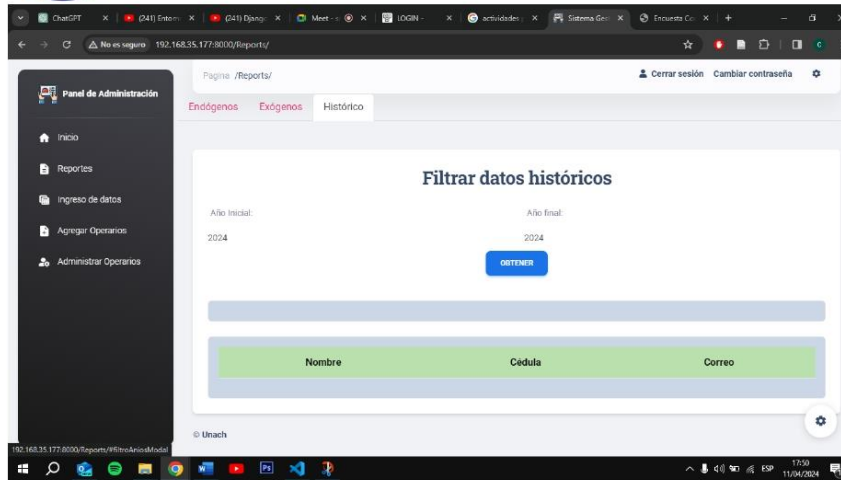 ChatGPT
(241) Entom
(241) Djang
Meet - s
LOGIN -
actividades
Sistema Ges
Encuesta Co
No es seguro 192.168.35.177:8000/Reports/
Panel de Administración
Inicio
Reportes
Ingreso de datos
Agregar Operarios
Administrar Operarios
Pagina /Reports/
Cerrar sesión Cambiar contraseña
Endógenos Exógenos Histórico
Filtrar datos históricos
Año Inicial: Año final:
2024 2024
OBTENER
Nombre Cédula Correo
© Unach
192.168.35.177:8000/Reports/#filtroAniosModal
ESP 17:50
11/04/2024